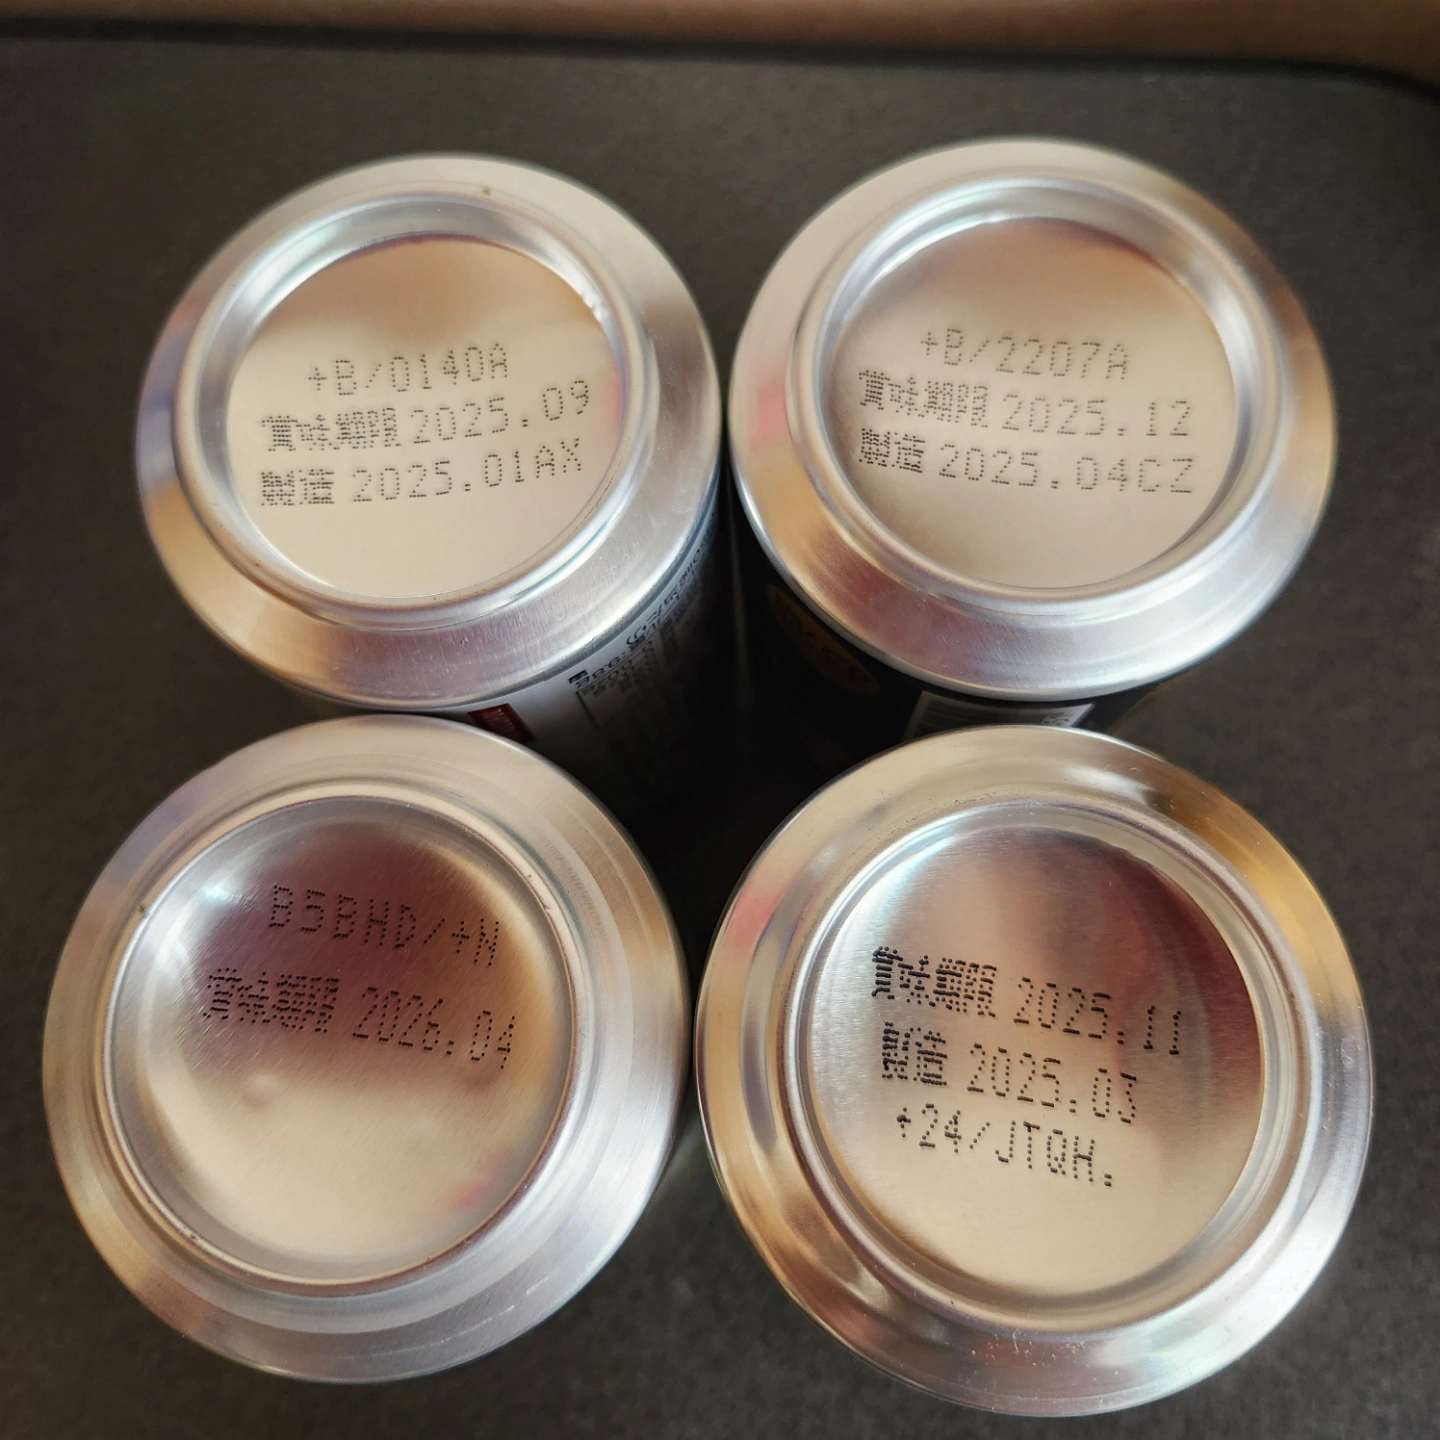 +B/0140A
賞味期限 2025.09
製造 2025.01AX
+B/2207A
賞味期限 2025.12
製造 2025.04CZ
B5BHD/+N
賞味期限 2026.04
賞味期限 2025.11
製造 2025.03
+24/JTQH.